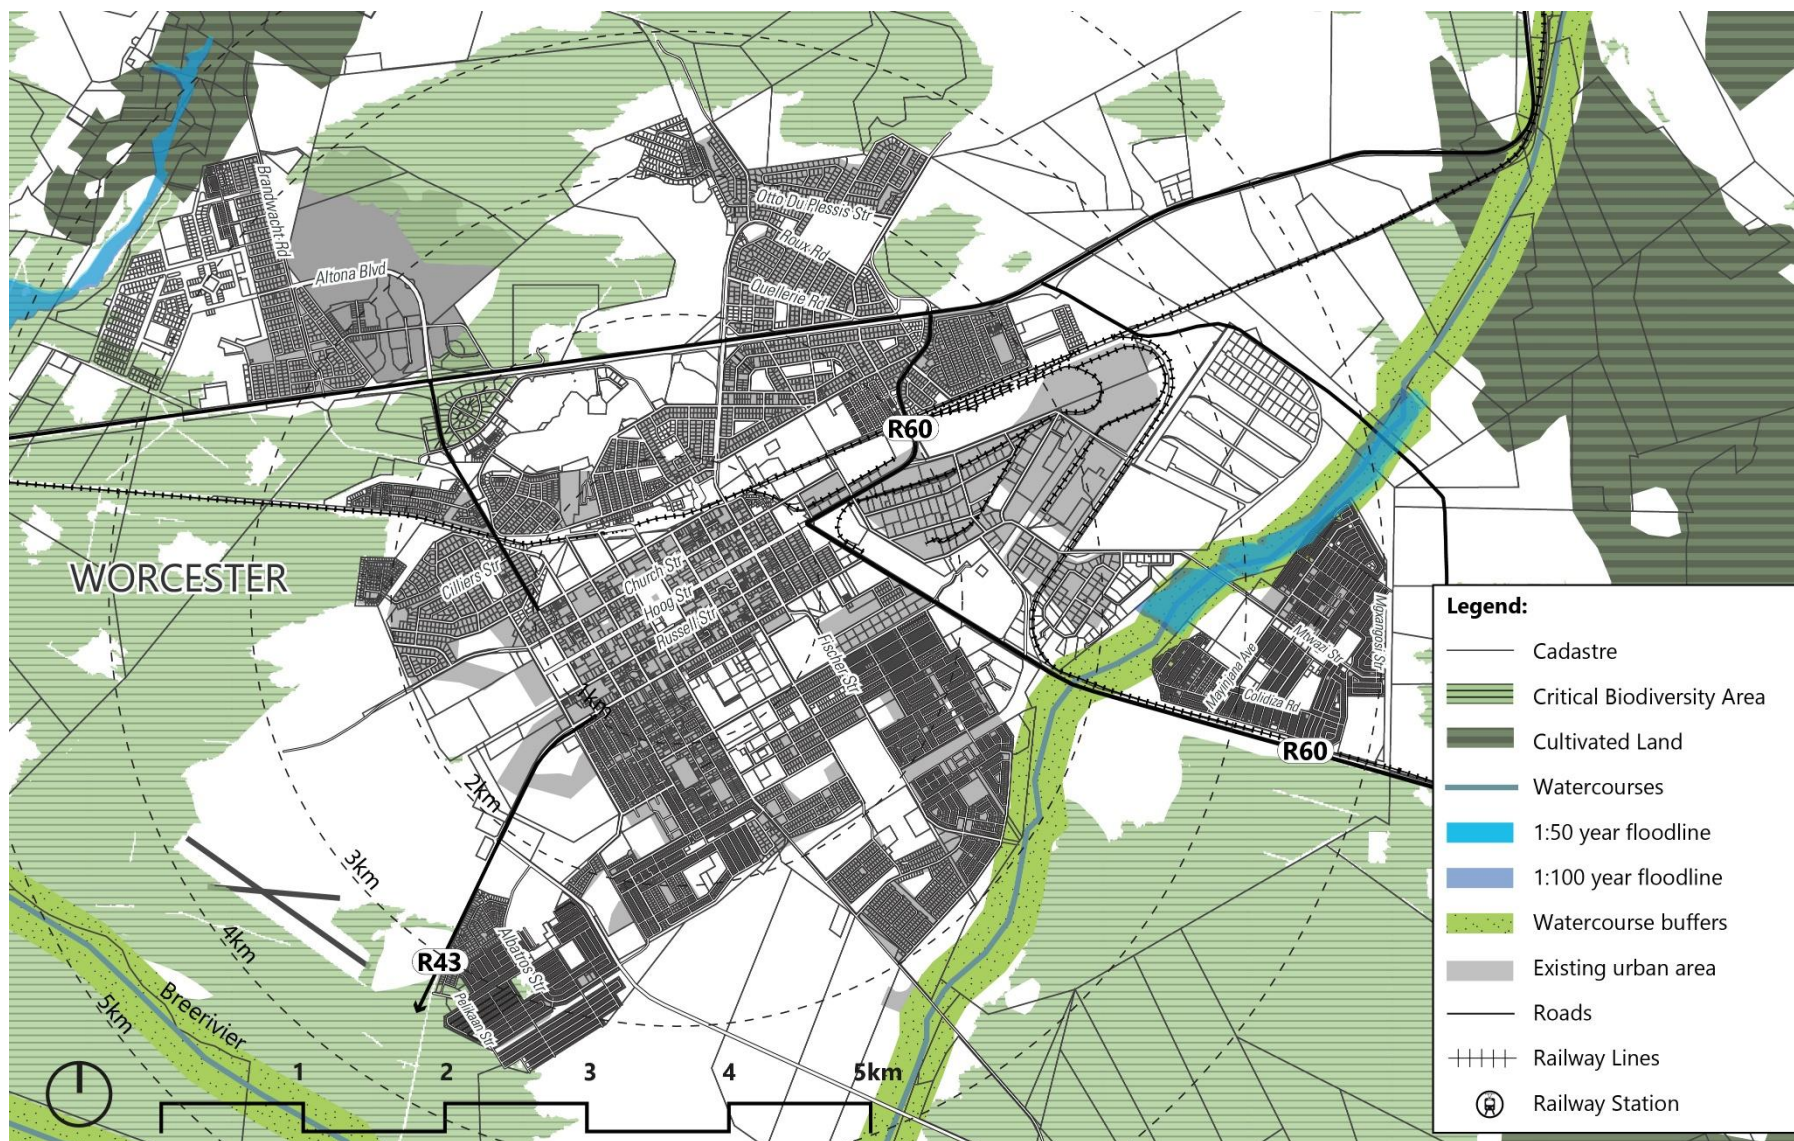 Brandwacht Rd
Otto Du Plessis Str
Roux Rd
Altona Blvd
Quellerie Rd
R60
WORCESTER
Cilliers Str
Church Str
Hoog Str
Russell Str
Fischer Str
Mgxangosi Str
Mtwazi Str
Mayinjana Ave
Colidiza Rd
R60
1km
2km
3km
4km
5km
R43
Albatros Str
Pelikaan Str
Breerivier
1
2
3
4
5km
Legend:
Cadastre
Critical Biodiversity Area
Cultivated Land
Watercourses
1:50 year floodline
1:100 year floodline
Watercourse buffers
Existing urban area
Roads
Railway Lines
Railway Station